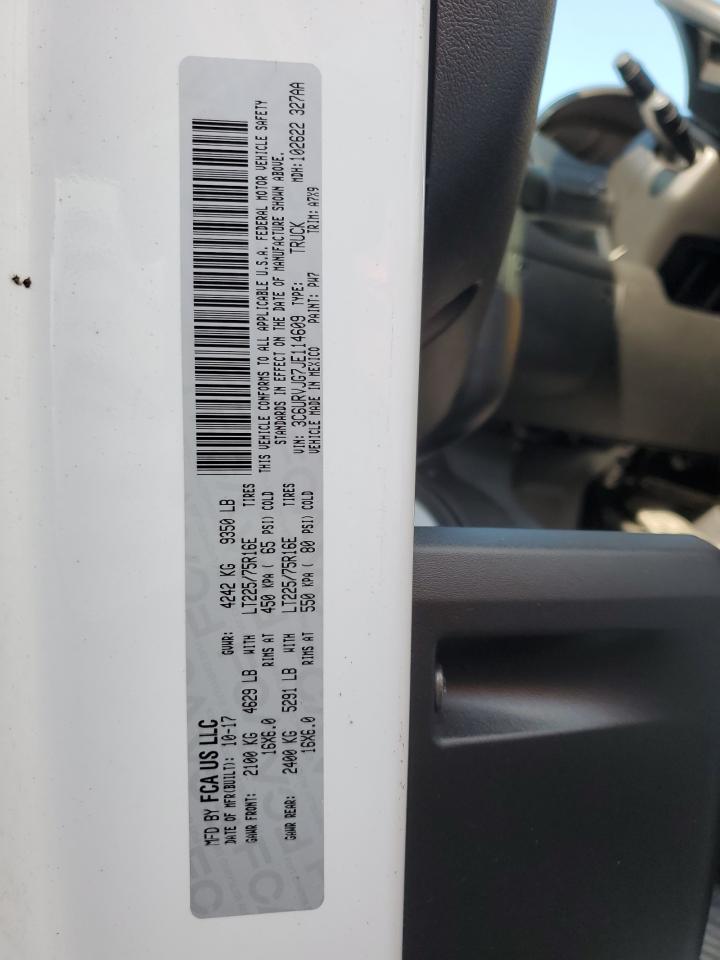 MFD BY FCA US LLC
DATE OF MFR(BUILT): 10-17 GVWR: 4242 KG 9350 LB
GAWR FRONT: 2100 KG 4629 LB WITH LT225/75R16E TIRES
16X6.0 RIMS AT 450 KPA ( 65 PSI) COLD
GAWR REAR: 2400 KG 5291 LB WITH LT225/75R16E TIRES
16X6.0 RIMS AT 550 KPA ( 80 PSI) COLD
THIS VEHICLE CONFORMS TO ALL APPLICABLE U.S.A. FEDERAL MOTOR VEHICLE SAFETY
STANDARDS IN EFFECT ON THE DATE OF MANUFACTURE SHOWN ABOVE.
VIN: 3C6URVJG7JE114609 TYPE: TRUCK MDH:102622 327AA
VEHICLE MADE IN MEXICO PAINT: PW7 TRIM: A7X9